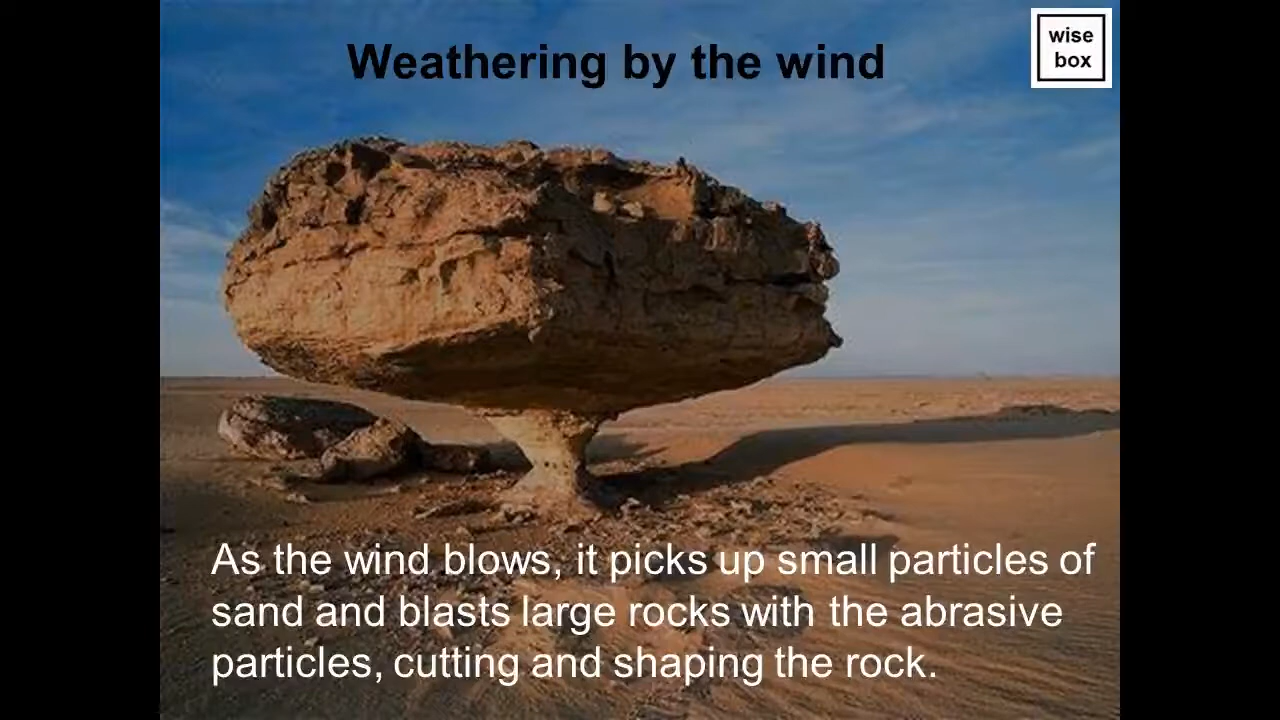 Weathering by the wind
wise
box
As the wind blows, it picks up small particles of
sand and blasts large rocks with the abrasive
particles, cutting and shaping the rock.